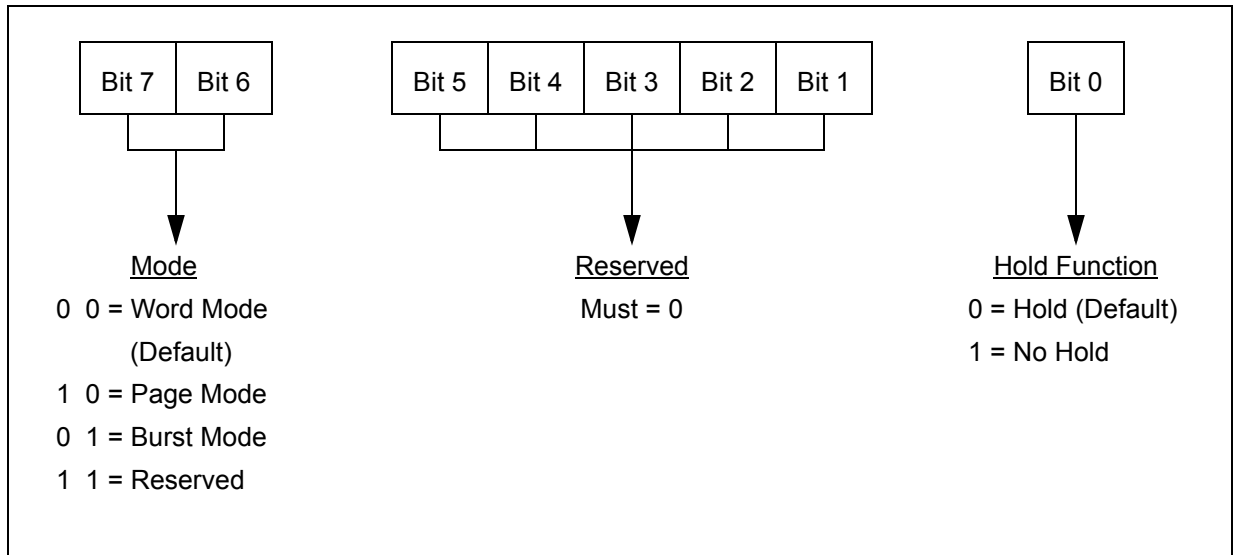 Bit 7 Bit 6 Bit 5 Bit 4 Bit 3 Bit 2 Bit 1 Bit 0
Mode
0 0 = Word Mode
(Default)
1 0 = Page Mode
0 1 = Burst Mode
1 1 = Reserved
Reserved
Must = 0
Hold Function
0 = Hold (Default)
1 = No Hold